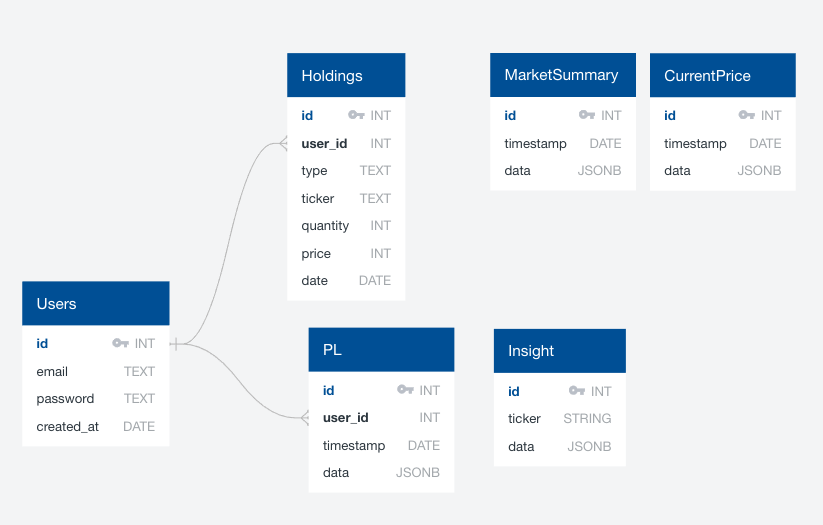 Holdings
id INT
user_id INT
type TEXT
ticker TEXT
quantity INT
price INT
date DATE
MarketSummary
id INT
timestamp DATE
data JSONB
CurrentPrice
id INT
timestamp DATE
data JSONB
Users
id INT
email TEXT
password TEXT
created_at DATE
PL
id INT
user_id INT
timestamp DATE
data JSONB
Insight
id INT
ticker STRING
data JSONB